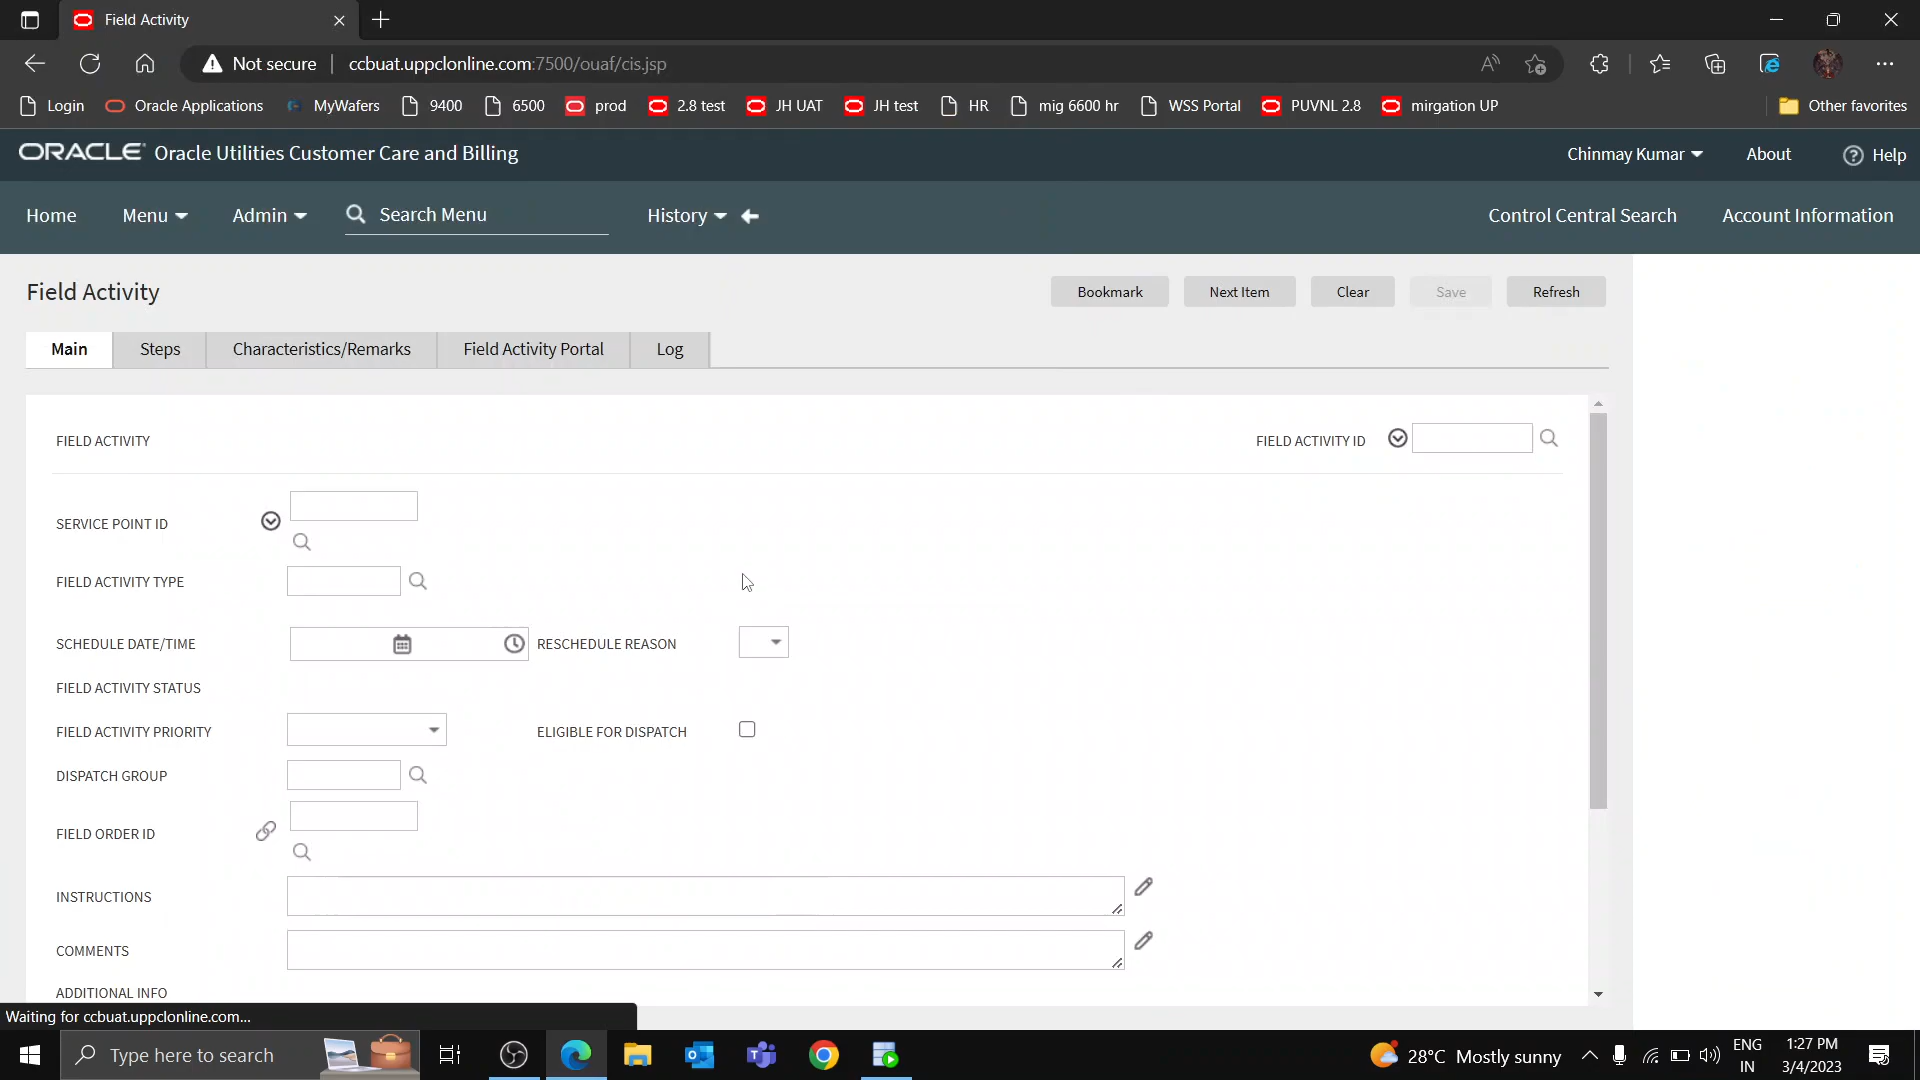 Field Activity
Not secure ccbuat.uppclonline.com:7500/ouaf/cis.jsp
Login Oracle Applications MyWafers 9400 6500 prod 2.8 test JH UAT JH test HR mig 6600 hr WSS Portal PUVNL 2.8 mirgation UP Other favorites
ORACLE Oracle Utilities Customer Care and Billing Chinmay Kumar About Help
Home Menu Admin Search Menu History Control Central Search Account Information
Field Activity Bookmark Next Item Clear Save Refresh
Main Steps Characteristics/Remarks Field Activity Portal Log
FIELD ACTIVITY FIELD ACTIVITY ID
SERVICE POINT ID
FIELD ACTIVITY TYPE
SCHEDULE DATE/TIME RESCHEDULE REASON
FIELD ACTIVITY STATUS
FIELD ACTIVITY PRIORITY ELIGIBLE FOR DISPATCH
DISPATCH GROUP
FIELD ORDER ID
INSTRUCTIONS
COMMENTS
ADDITIONAL INFO
Waiting for ccbuat.uppclonline.com...
Type here to search 28°C Mostly sunny ENG IN 1:27 PM 3/4/2023